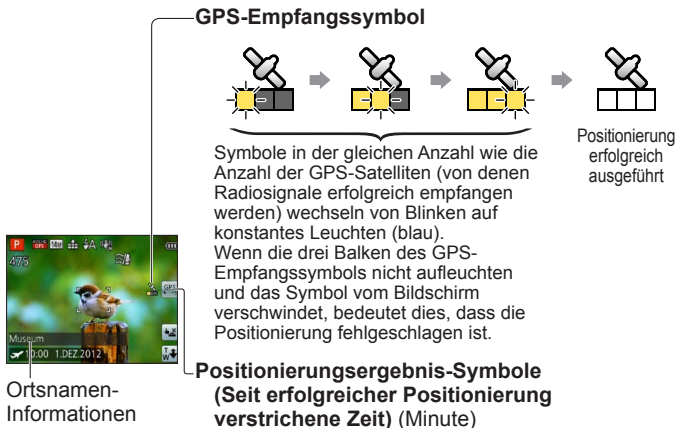 GPS-Empfangssymbol
Positionierung
erfolgreich
ausgeführt
Symbole in der gleichen Anzahl wie die
Anzahl der GPS-Satelliten (von denen
Radiosignale erfolgreich empfangen
werden) wechseln von Blinken auf
konstantes Leuchten (blau).
Wenn die drei Balken des GPS-
Empfangssymbols nicht aufleuchten
und das Symbol vom Bildschirm
verschwindet, bedeutet dies, dass die
Positionierung fehlgeschlagen ist.
P
475
GPS
Museum
10:00 1.DEZ.2012
Ortsnamen-
Informationen
Positionierungsergebnis-Symbole
(Seit erfolgreicher Positionierung
verstrichene Zeit) (Minute)